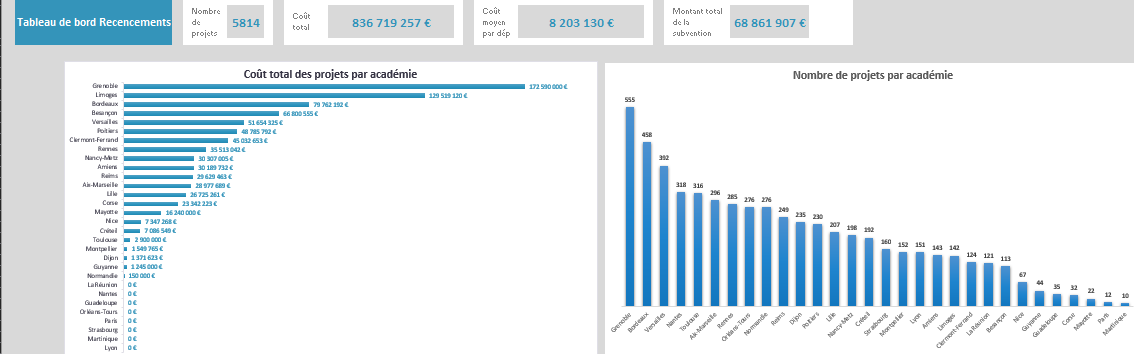 Tableau de bord Recencements
Nombre
de
projets
5814
Coût
total
836 719 257 €
Coût
moyen
par dép
8 203 130 €
Montant total
de la
subvention
68 861 907 €
Coût total des projets par académie
Grenoble 172 590 000 €
Limoges 129 519 120 €
Bordeaux 79 762 192 €
Besançon 66 800 555 €
Versailles 51 654 325 €
Poitiers 48 785 792 €
Clermont-Ferrand 45 032 653 €
Rennes 35 513 042 €
Nancy-Metz 30 307 005 €
Amiens 30 189 732 €
Reims 29 629 463 €
Aix-Marseille 28 977 689 €
Lille 26 725 261 €
Corse 23 342 223 €
Mayotte 16 240 000 €
Nice 7 347 268 €
Créteil 7 086 549 €
Toulouse 2 900 000 €
Montpellier 1 549 765 €
Dijon 1 371 623 €
Guyanne 1 245 000 €
Normandie 150 000 €
La Réunion 0 €
Nantes 0 €
Guadeloupe 0 €
Orléans-Tours 0 €
Paris 0 €
Strasbourg 0 €
Martinique 0 €
Lyon 0 €
Nombre de projets par académie
555 458 392 318 316 296 285 276 276 249 235 230 207 198 192 160 152 151 143 142 124 121 113 67 44 35 32 22 12 10
Grenoble Bordeaux Versailles Nantes Toulouse Aix-Marseille Rennes Orléans-Tours Normandie Reims Dijon Poitiers Lille Nancy-Metz Créteil Strasbourg Montpellier Lyon Amiens Limoges Clermont-Ferrand La Réunion Besançon Nice Guyanne Guadeloupe Corse Mayotte Paris Martinique